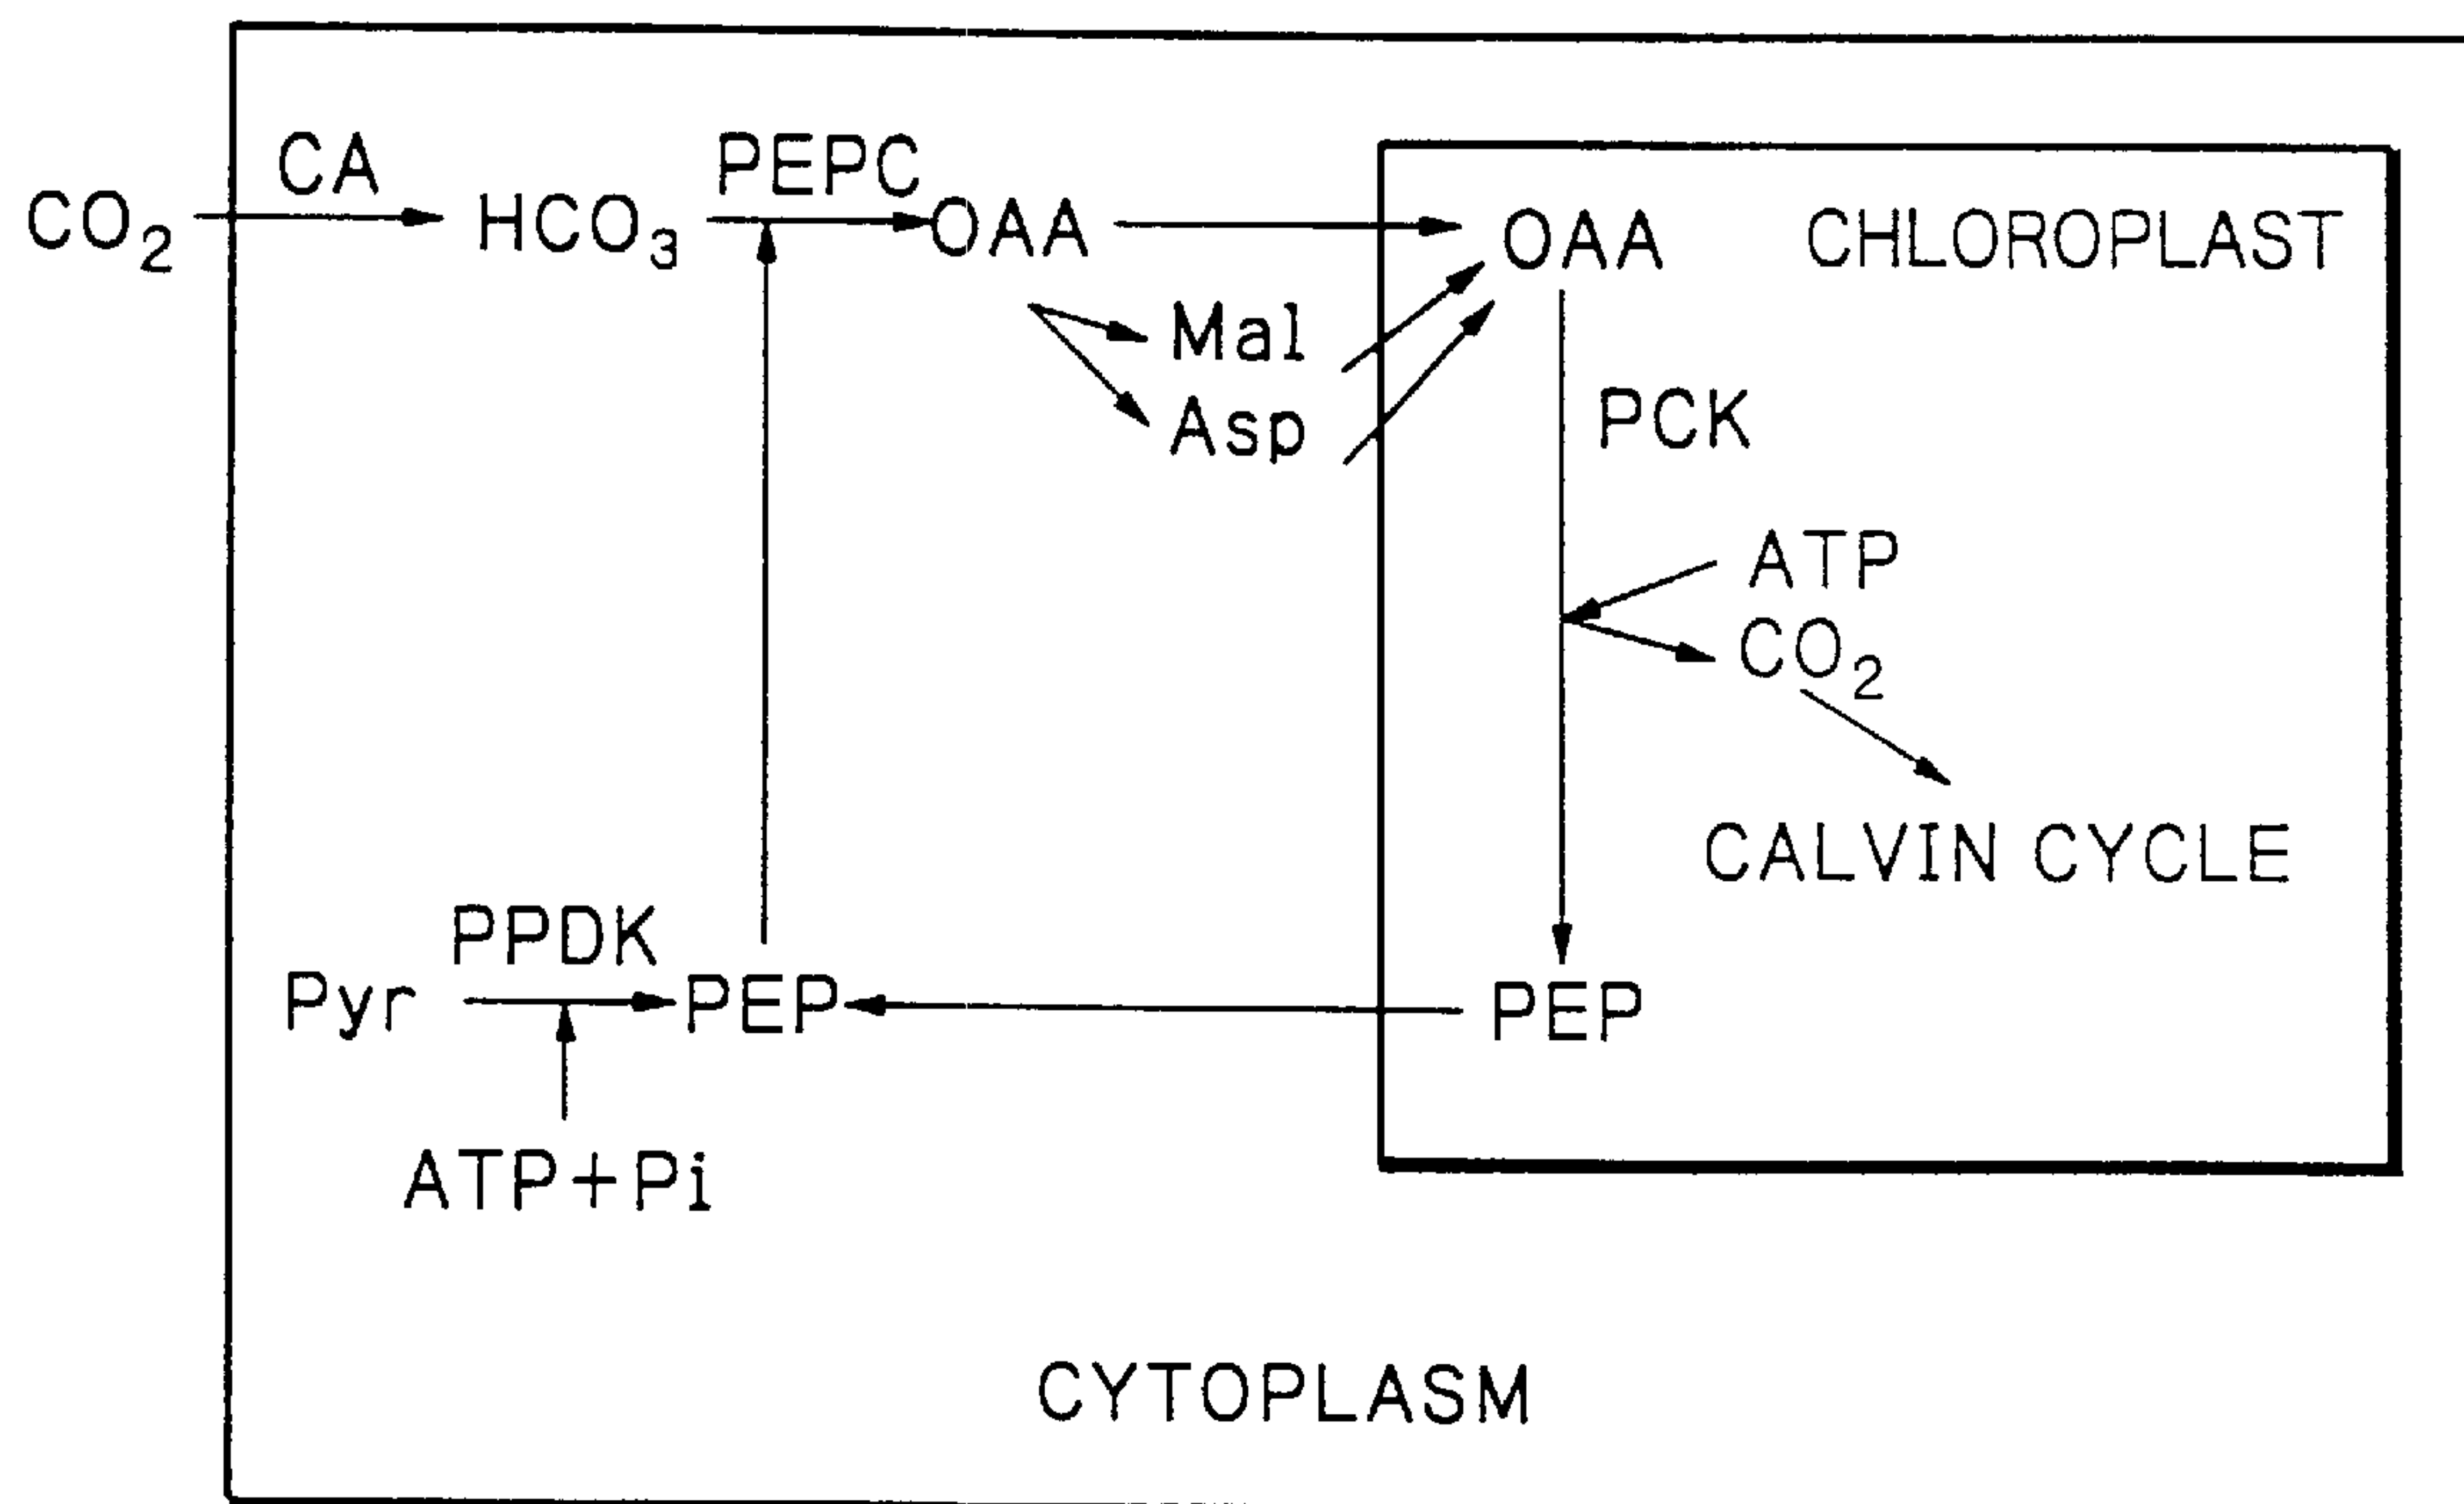 CA
PEPC
CO₂ HCO₃ OAA OAA CHLOROPLAST
Mal
Asp
PCK
ATP
CO₂
CALVIN CYCLE
PPDK
Pyr PEP PEP
ATP+Pi
CYTOPLASM